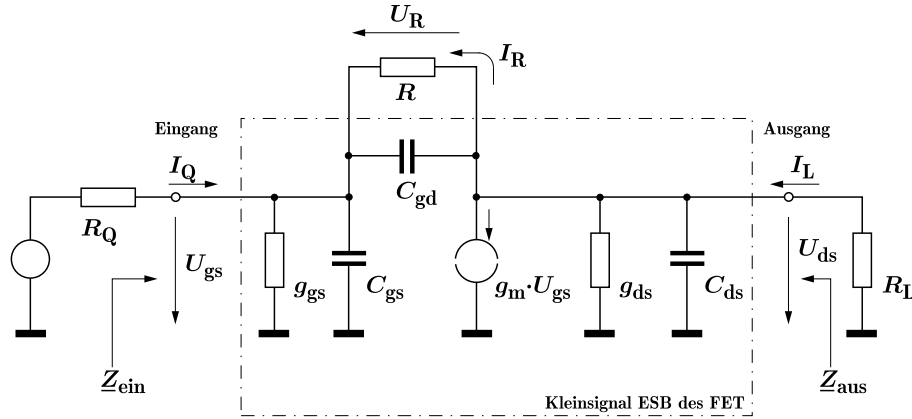 U_R
I_R
R
Eingang
Ausgang
I_Q
C_gd
I_L
R_Q
U_gs
g_gs
C_gs
g_m·U_gs
g_ds
C_ds
U_ds
R_L
Z_ein
Z_aus
Kleinsignal ESB des FET